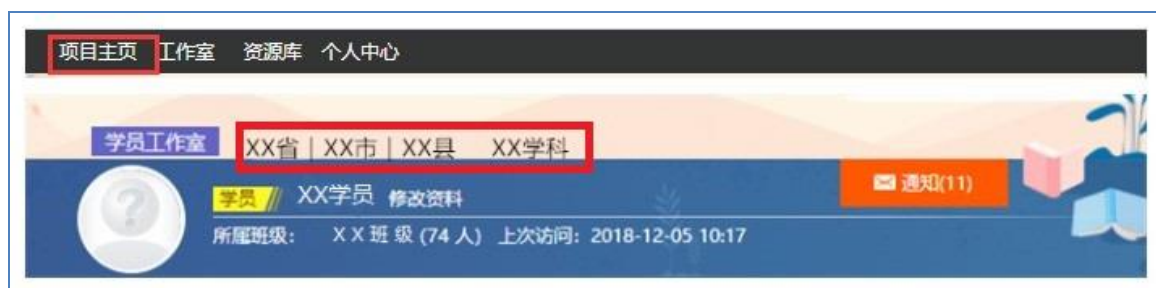 项目主页 工作室 资源库 个人中心
学员工作室 XX省 | XX市 | XX县 XX学科
通知(11)
学员 XX学员 修改资料
所属班级: XX班级(74人) 上次访问: 2018-12-05 10:17